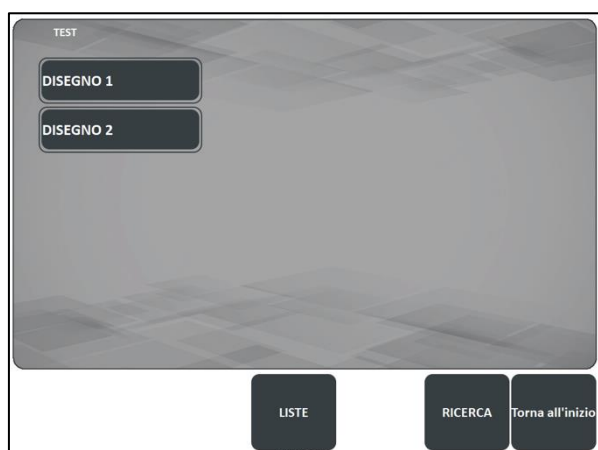 TEST
DISEGNO 1
DISEGNO 2
LISTE
RICERCA
Torna all'inizio